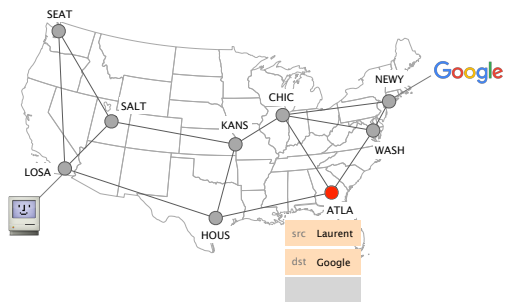 SEAT
Google
NEWY
CHIC
SALT
KANS
WASH
LOSA
ATLA
HOUS
src Laurent
dst Google